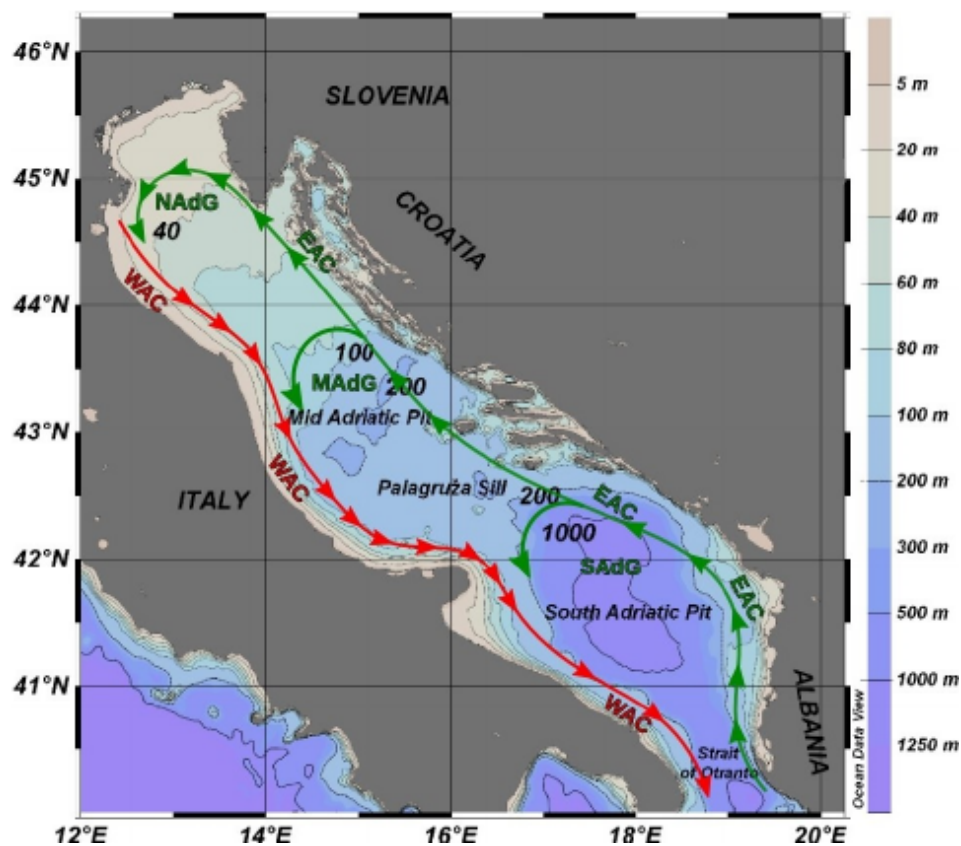 46°N
45°N
44°N
43°N
42°N
41°N
12°E
14°E
16°E
18°E
20°E
SLOVENIA
CROATIA
ITALY
ALBANIA
NAdG
40
EAC
WAC
100
MAdG
200
Mid Adriatic Pit
WAC
Palagruža Sill
200
EAC
1000
SAdG
EAC
South Adriatic Pit
WAC
Strait
of Otranto
5 m
20 m
40 m
60 m
80 m
100 m
200 m
300 m
500 m
1000 m
1250 m
Ocean Data View